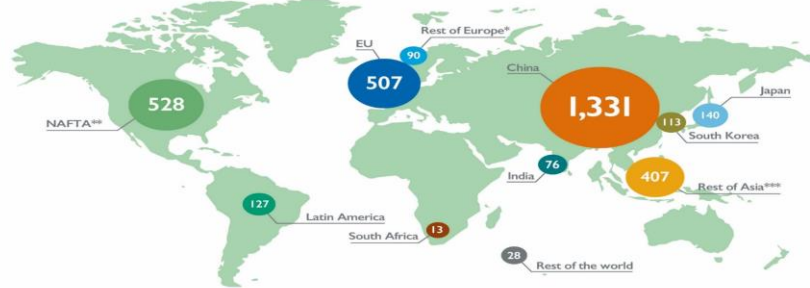 Rest of Europe*
EU
90
507
China
528
1,331
Japan
NAFTA**
113
140
South Korea
India
76
407
Rest of Asia***
127
Latin America
South Africa
13
28
Rest of the world